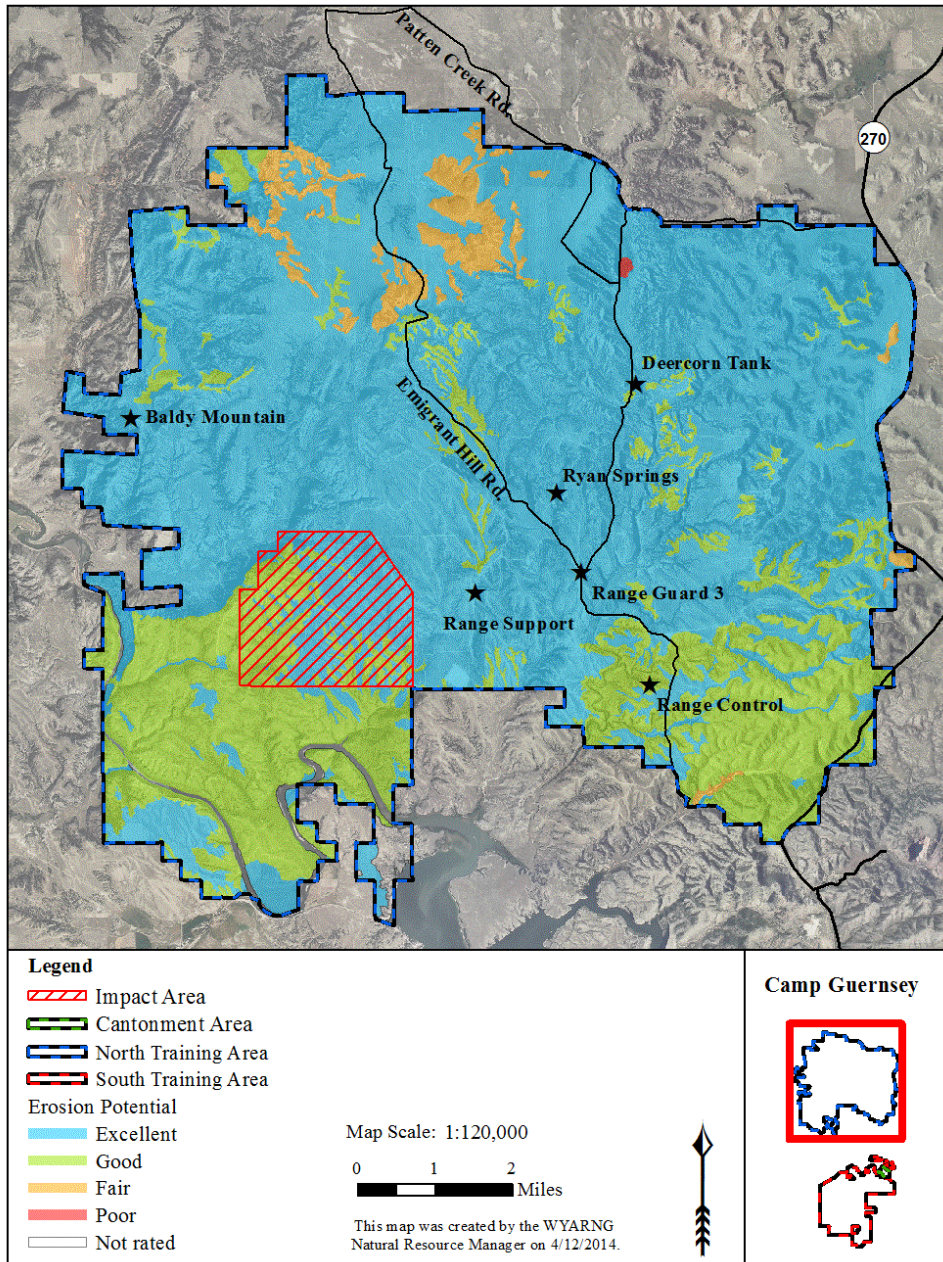 Patten Creek Rd.
270
Deercorn Tank
Baldy Mountain
Emigrant Hill Rd.
Ryan Springs
Range Guard 3
Range Support
Range Control
Legend
Impact Area
Cantonment Area
North Training Area
South Training Area
Erosion Potential
Excellent
Good
Fair
Poor
Not rated
Map Scale: 1:120,000
0 1 2
Miles
This map was created by the WYARNG
Natural Resource Manager on 4/12/2014.
Camp Guernsey